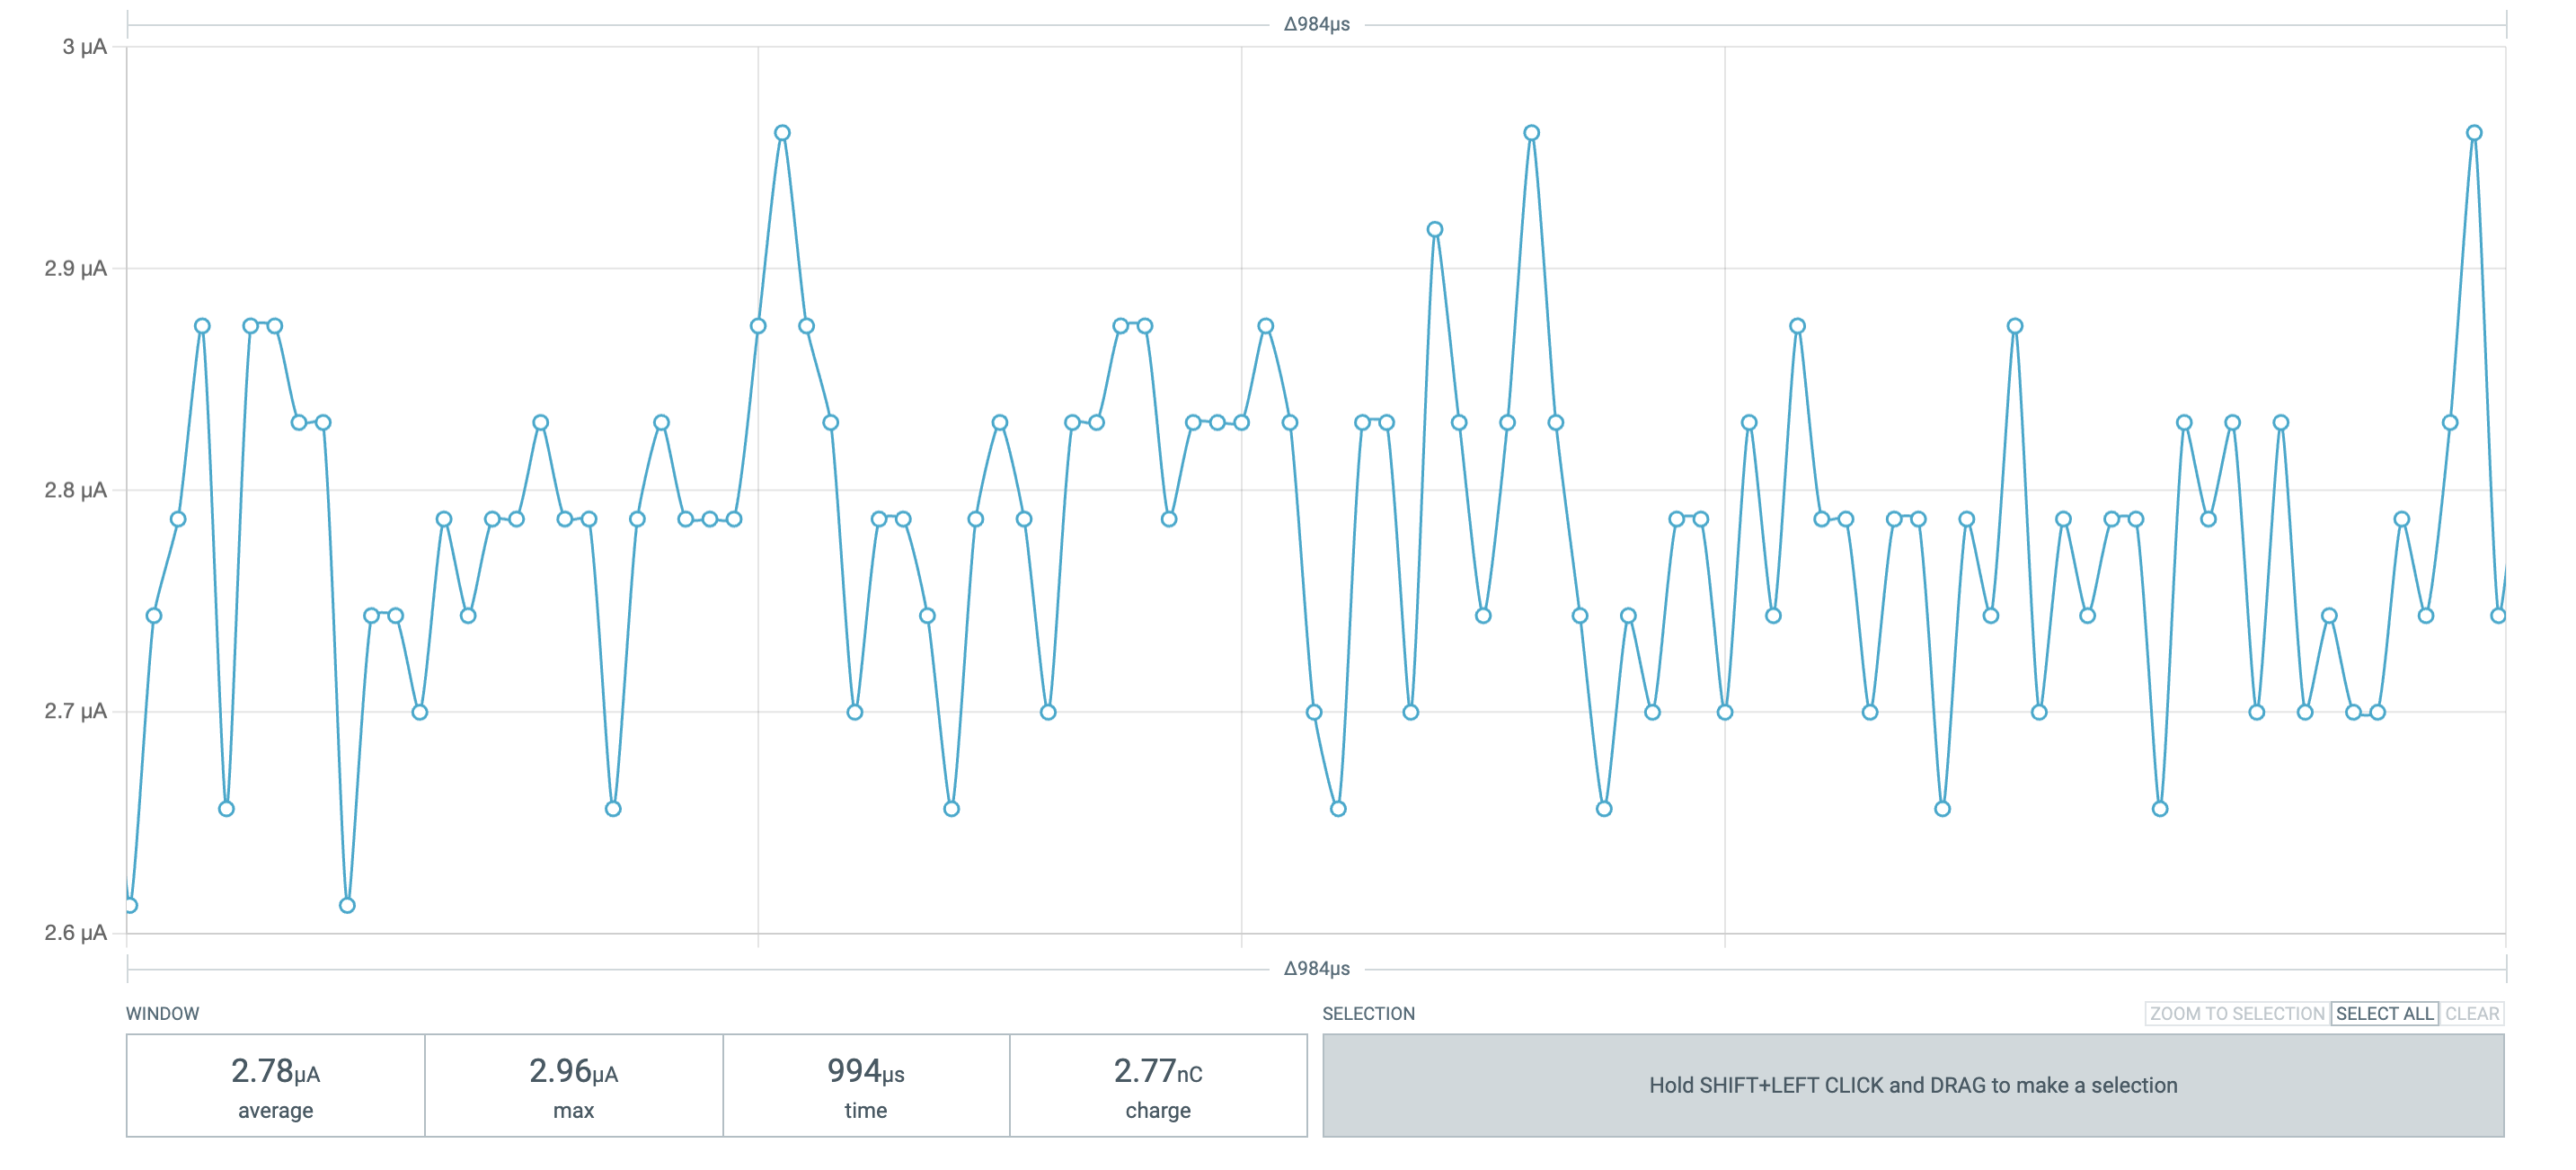 Δ984µs
3 µA
2.9 µA
2.8 µA
2.7 µA
2.6 µA
Δ984µs
WINDOW
SELECTION
ZOOM TO SELECTION SELECT ALL CLEAR
2.78µA 2.96µA 994µs 2.77nC
average max time charge
Hold SHIFT+LEFT CLICK and DRAG to make a selection